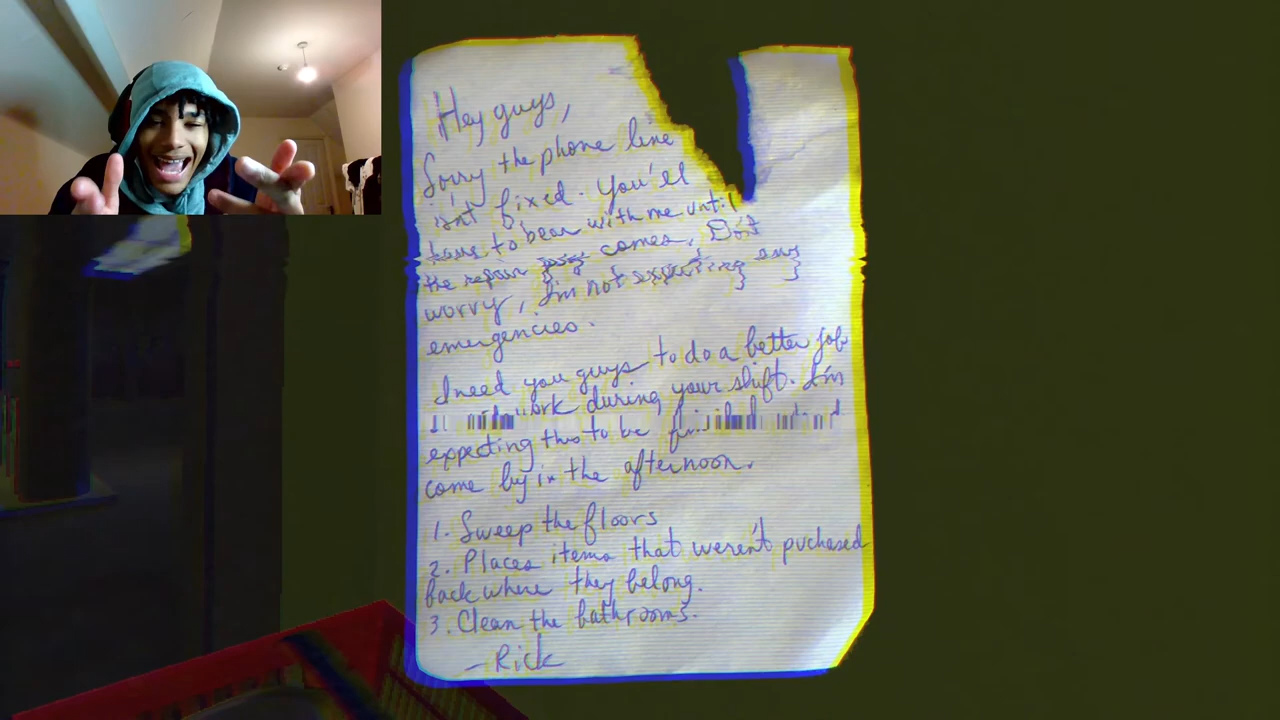 Hey guys,
Sorry the phone line
isn't fixed. You'll
have to bear with me until
the repair comes. Don't
worry, I'm not expecting any
emergencies.
I need you guys to do a better job
during your shift. I'm
expecting this to be
come by in the afternoon.
1. Sweep the floors
2. Places items that weren't puchased
back where they belong.
3. Clean the bathrooms.
-Rick